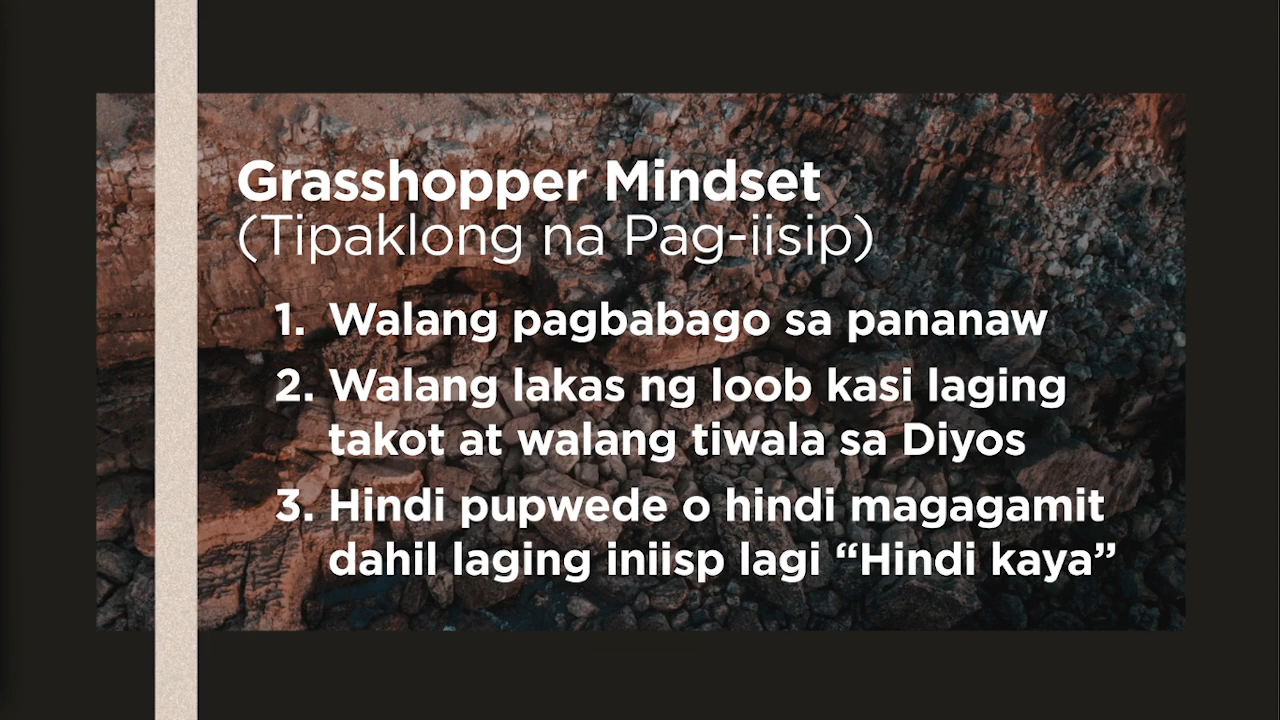 Grasshopper Mindset
(Tipaklong na Pag-iisip)
1. Walang pagbabago sa pananaw
2. Walang lakas ng loob kasi laging
takot at walang tiwala sa Diyos
3. Hindi pupwede o hindi magagamit
dahil laging iniisp lagi “Hindi kaya”